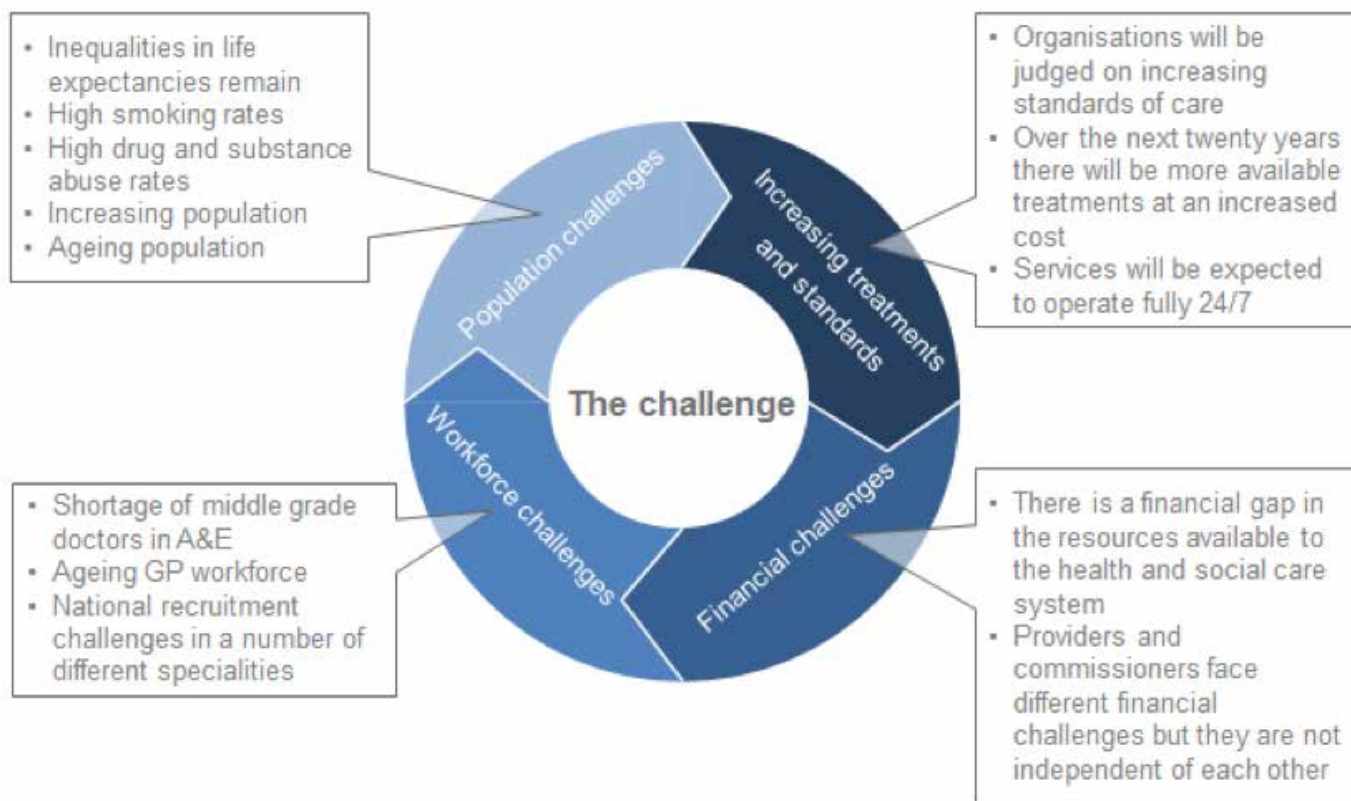 • Inequalities in life
expectancies remain
• High smoking rates
• High drug and substance
abuse rates
• Increasing population
• Ageing population
Population challenges
• Organisations will be
judged on increasing
standards of care
• Over the next twenty years
there will be more available
treatments at an increased
cost
• Services will be expected
to operate fully 24/7
Increasing treatments
and standards
The challenge
• Shortage of middle grade
doctors in A&E
• Ageing GP workforce
• National recruitment
challenges in a number of
different specialities
Workforce challenges
Financial challenges
• There is a financial gap in
the resources available to
the health and social care
system
• Providers and
commissioners face
different financial
challenges but they are not
independent of each other